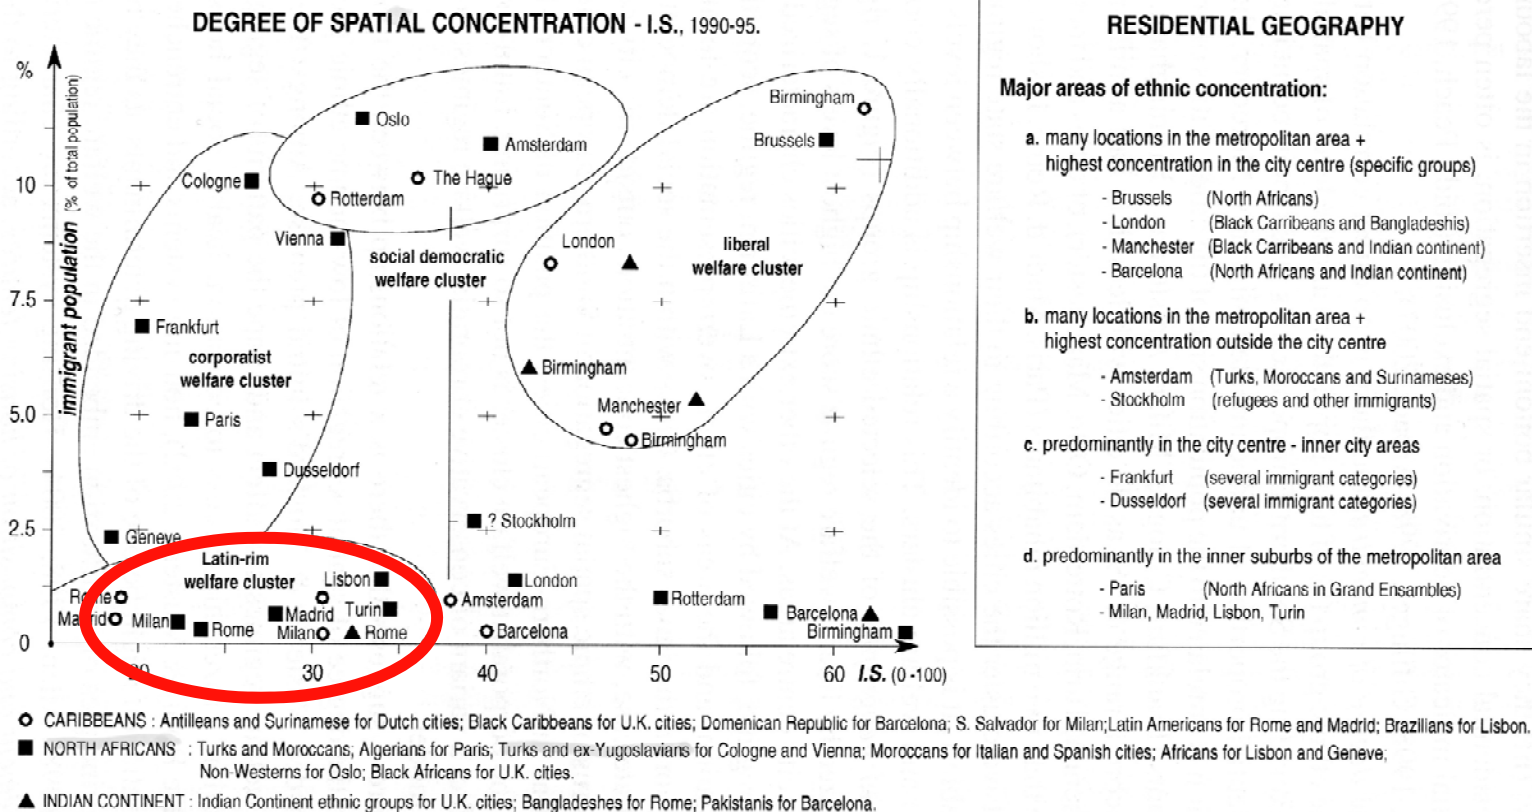 DEGREE OF SPATIAL CONCENTRATION - I.S., 1990-95.
%
immigrant population (% of total population)
10
7.5
5.0
2.5
0
20
30
40
50
60
I.S. (0 -100)
Birmingham
Oslo
Brussels
Amsterdam
Cologne
The Hague
Rotterdam
Vienna
London
social democratic
welfare cluster
liberal
welfare cluster
Frankfurt
corporatist
welfare cluster
Birmingham
Manchester
Paris
Birmingham
Dusseldorf
? Stockholm
Geneve
Latin-rim
welfare cluster
Lisbon
London
Rome
Amsterdam
Rotterdam
Madrid
Milan
Madrid
Turin
Barcelona
Rome
Milan
Rome
Barcelona
Birmingham
RESIDENTIAL GEOGRAPHY
Major areas of ethnic concentration:
a. many locations in the metropolitan area +
highest concentration in the city centre (specific groups)
- Brussels (North Africans)
- London (Black Carribeans and Bangladeshis)
- Manchester (Black Carribeans and Indian continent)
- Barcelona (North Africans and Indian continent)
b. many locations in the metropolitan area +
highest concentration outside the city centre
- Amsterdam (Turks, Moroccans and Surinameses)
- Stockholm (refugees and other immigrants)
c. predominantly in the city centre - inner city areas
- Frankfurt (several immigrant categories)
- Dusseldorf (several immigrant categories)
d. predominantly in the inner suburbs of the metropolitan area
- Paris (North Africans in Grand Ensembles)
- Milan, Madrid, Lisbon, Turin
CARIBBEANS : Antilleans and Surinamese for Dutch cities; Black Caribbeans for U.K. cities; Domenican Republic for Barcelona; S. Salvador for Milan;Latin Americans for Rome and Madrid; Brazilians for Lisbon.
NORTH AFRICANS : Turks and Moroccans; Algerians for Paris; Turks and ex-Yugoslavians for Cologne and Vienna; Moroccans for Italian and Spanish cities; Africans for Lisbon and Geneve;
Non-Westerns for Oslo; Black Africans for U.K. cities.
INDIAN CONTINENT : Indian Continent ethnic groups for U.K. cities; Bangladeshes for Rome; Pakistanis for Barcelona.